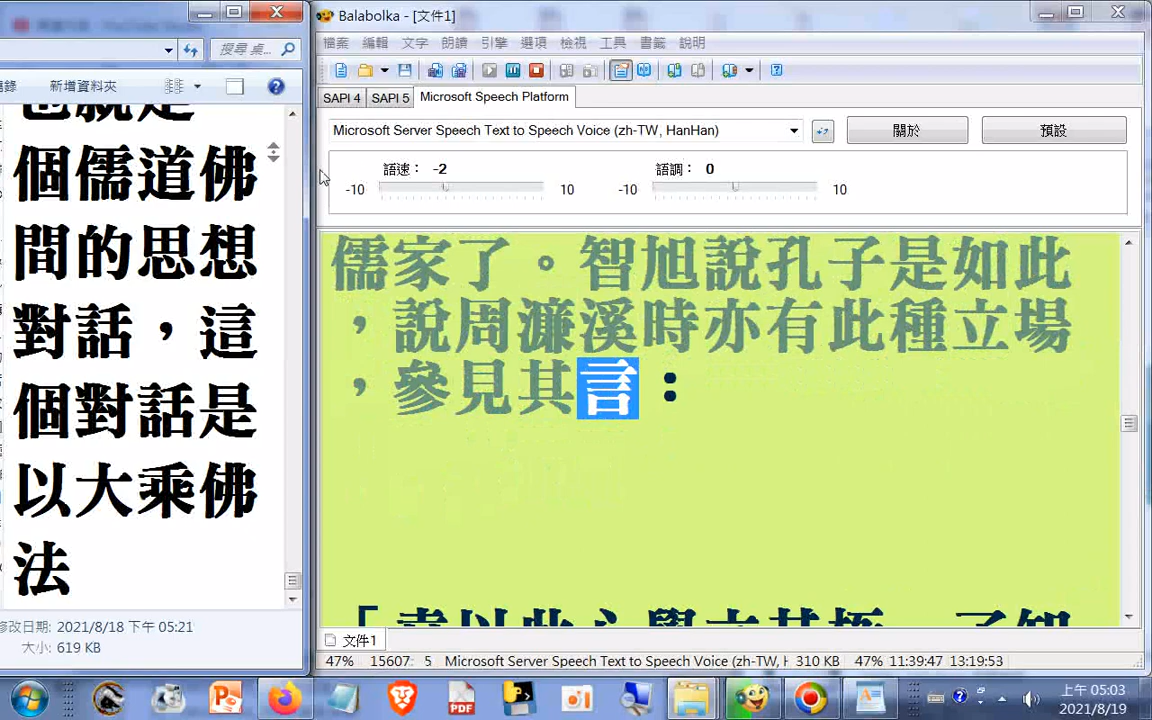 搜尋 桌...
新增資料夾
個儒道佛
間的思想
對話，這
個對話是
以大乘佛
法
修改日期: 2021/8/18 下午 05:21
大小: 619 KB
Balabolka - [文件1]
檔案 編輯 文字 朗讀 引擎 選項 檢視 工具 書籤 說明
SAPI 4 SAPI 5 Microsoft Speech Platform
Microsoft Server Speech Text to Speech Voice (zh-TW, HanHan) 關於 預設
語速： -2 語調： 0
-10 10 -10 10
儒家了。智旭說孔子是如此
，說周濂溪時亦有此種立場
，參見其言：
文件1
47% 15607: 5 Microsoft Server Speech Text to Speech Voice (zh-TW, H 310 KB 47% 11:39:47 13:19:53
PDF
上午 05:03
2021/8/19